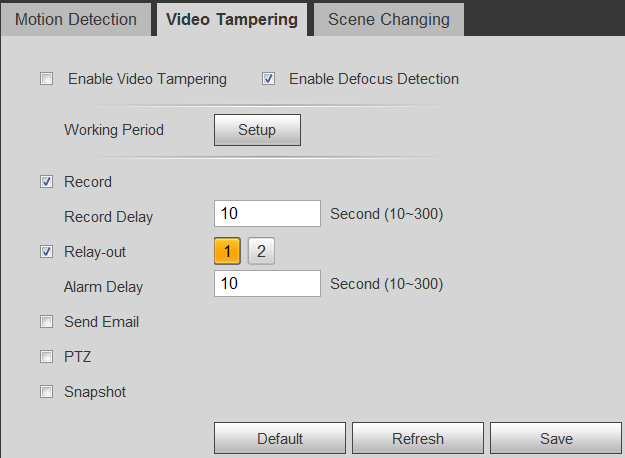 Motion Detection Video Tampering Scene Changing
Enable Video Tampering Enable Defocus Detection
Working Period Setup
Record
Record Delay 10 Second (10~300)
Relay-out 1 2
Alarm Delay 10 Second (10~300)
Send Email
PTZ
Snapshot
Default Refresh Save